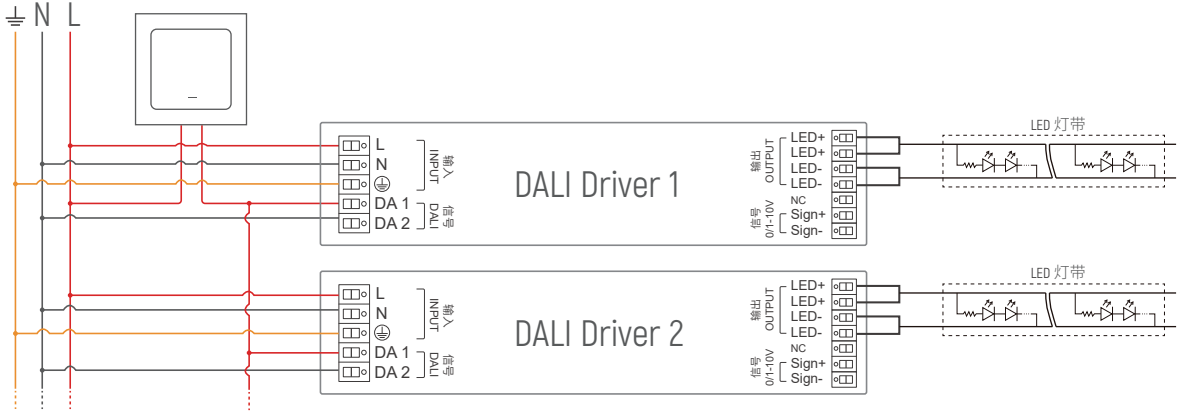 N L
L
N
DA 1
DA 2
INPUT
输入
DALI
信号
DALI Driver 1
输出
OUTPUT
信号
0/1-10V
LED+
LED+
LED-
LED-
NC
Sign+
Sign-
LED 灯带
L
N
DA 1
DA 2
INPUT
输入
DALI
信号
DALI Driver 2
输出
OUTPUT
信号
0/1-10V
LED+
LED+
LED-
LED-
NC
Sign+
Sign-
LED 灯带